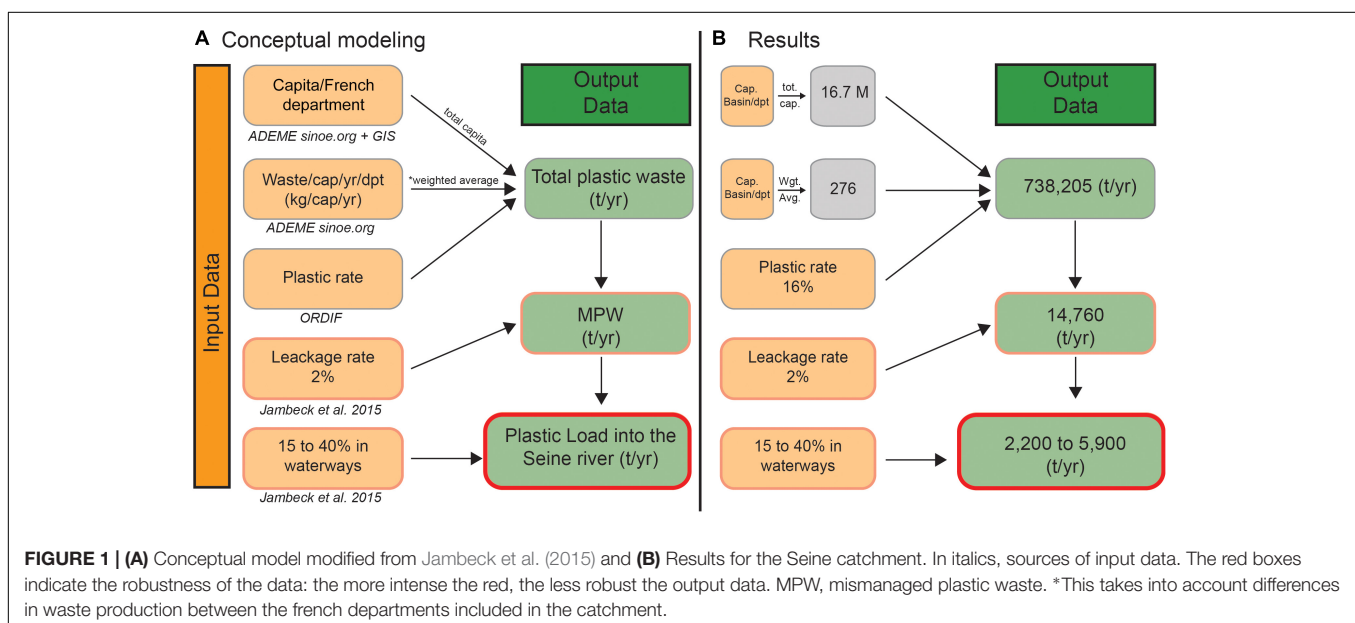 A Conceptual modeling
Input Data
Capita/French
department
ADEME sinoe.org + GIS
Waste/cap/yr/dpt
(kg/cap/yr)
ADEME sinoe.org
Plastic rate
ORDIF
Leackage rate
2%
Jambeck et al. 2015
15 to 40% in
waterways
Jambeck et al. 2015
total capita
*weighted average
Output
Data
Total plastic waste
(t/yr)
MPW
(t/yr)
Plastic Load into the
Seine river (t/yr)
B Results
Cap.
Basin/dpt
tot.
cap.
16.7 M
Cap.
Basin/dpt
Wgt.
Avg.
276
Plastic rate
16%
Leackage rate
2%
15 to 40% in
waterways
Output
Data
738,205 (t/yr)
14,760
(t/yr)
2,200 to 5,900
(t/yr)
FIGURE 1 | (A) Conceptual model modified from Jambeck et al. (2015) and (B) Results for the Seine catchment. In italics, sources of input data. The red boxes
indicate the robustness of the data: the more intense the red, the less robust the output data. MPW, mismanaged plastic waste. *This takes into account differences
in waste production between the french departments included in the catchment.